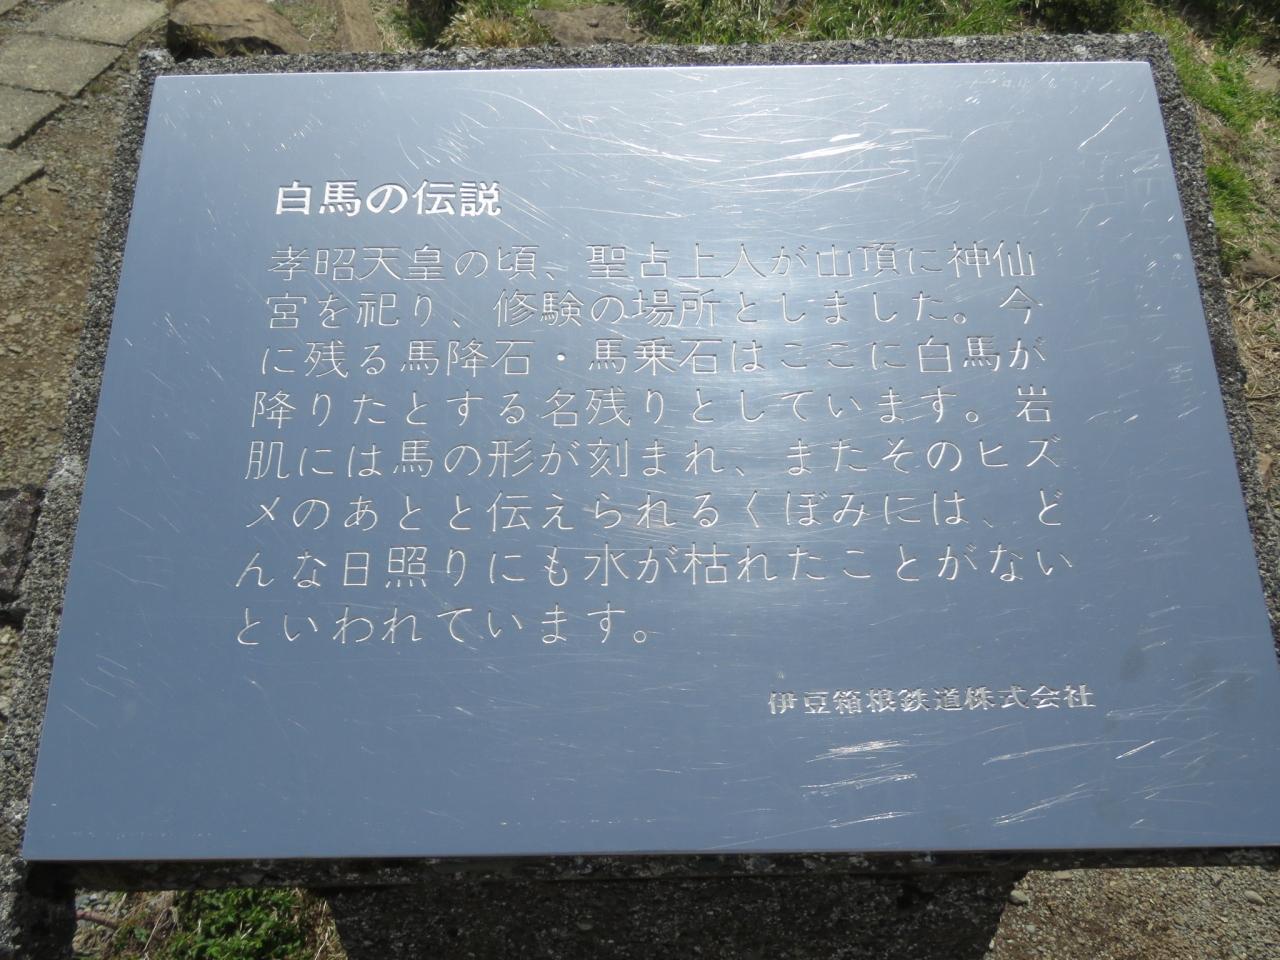 白馬の伝説
孝昭天皇の頃、聖占上人が山頂に神仙
宮を祀り、修験の場所としました。今
に残る馬降石・馬乗石はここに白馬が
降りたとする名残りとしています。岩
肌には馬の形が刻まれ、またそのヒズ
メのあとと伝えられるくぼみには、ど
んな日照りにも水が枯れたことがない
といわれています。
伊豆箱根鉄道株式会社